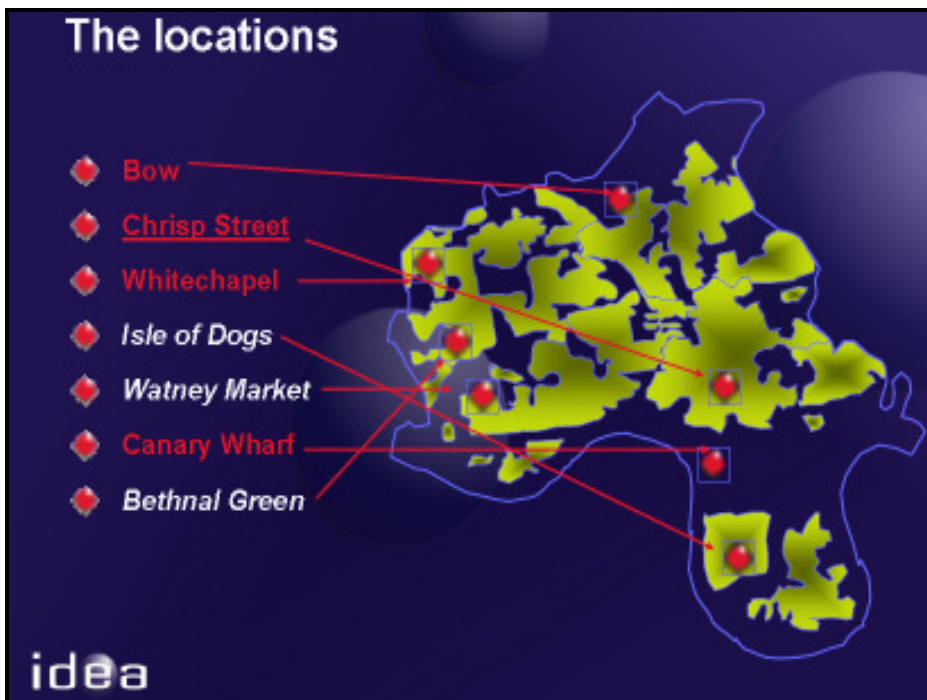 The locations
Bow
Chrisp Street
Whitechapel
Isle of Dogs
Watney Market
Canary Wharf
Bethnal Green
idea